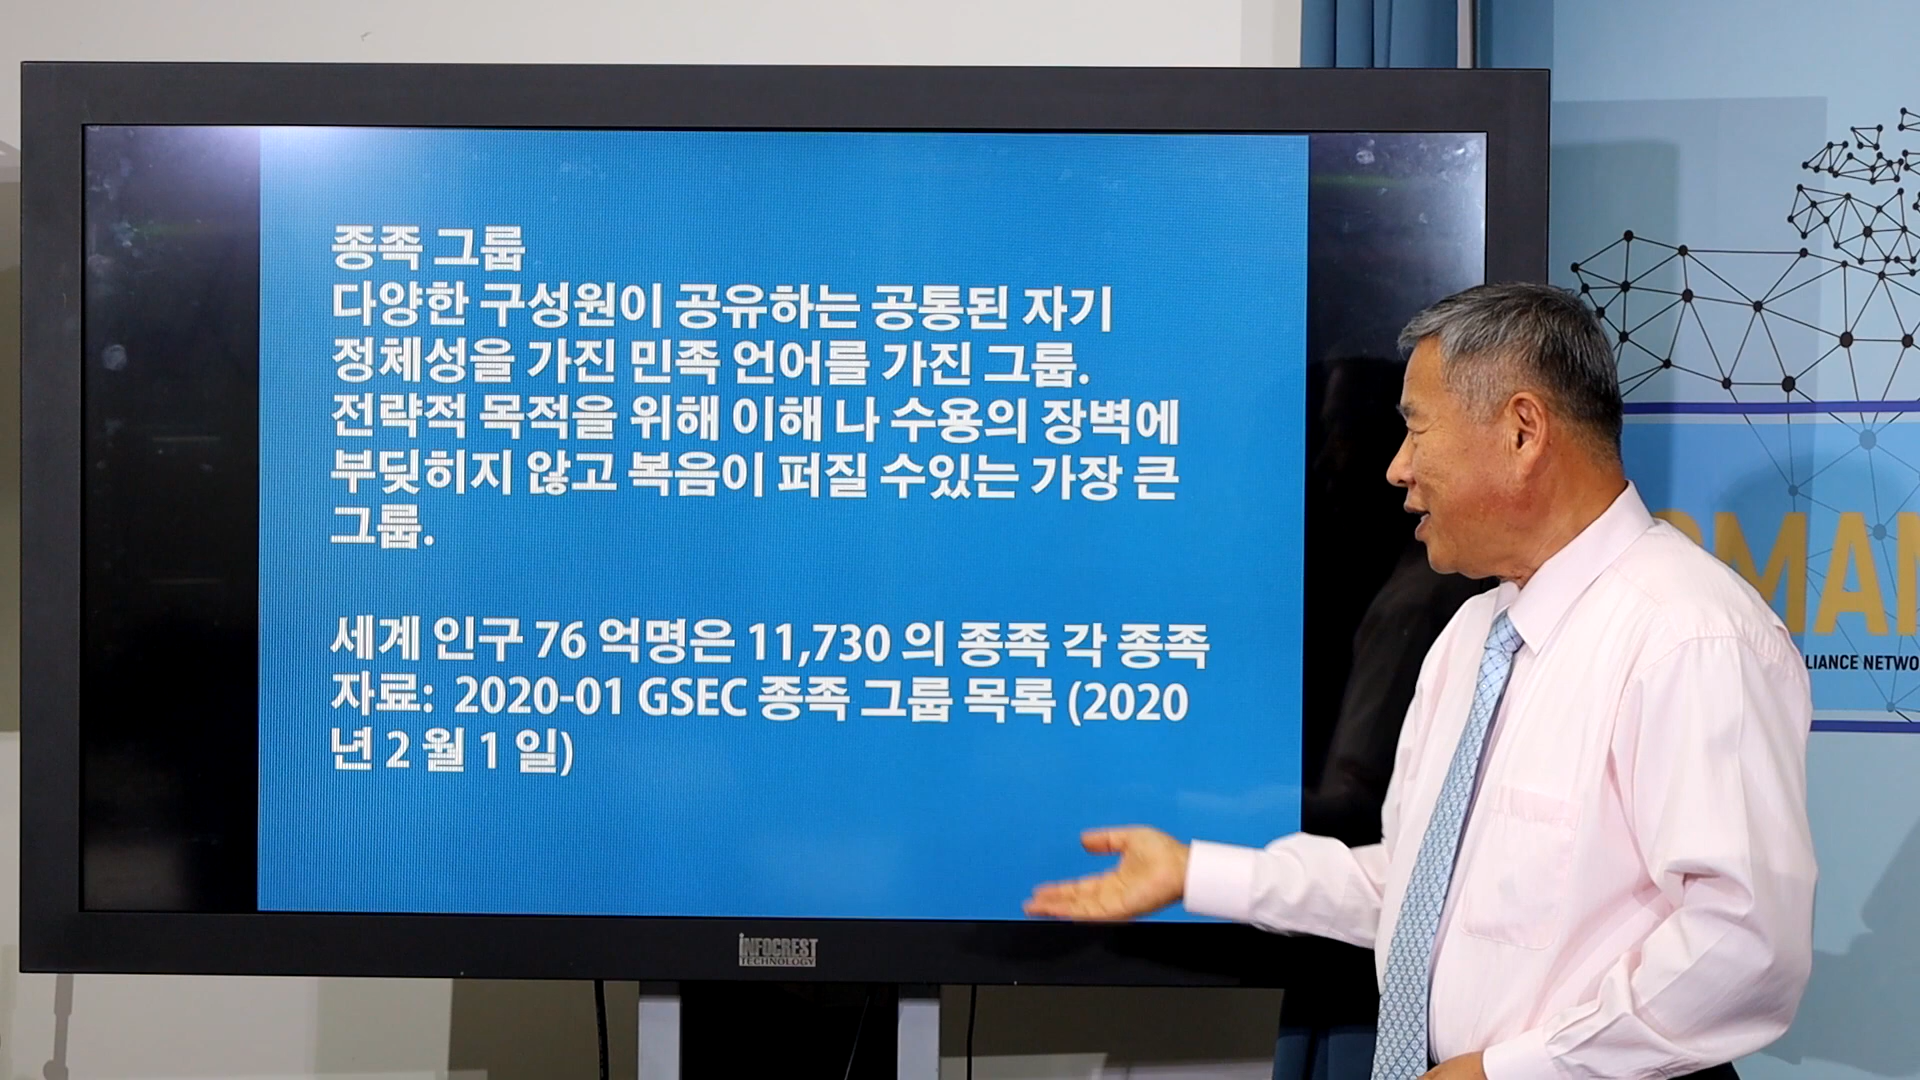 종족 그룹
다양한 구성원이 공유하는 공통된 자기
정체성을 가진 민족 언어를 가진 그룹.
전략적 목적을 위해 이해 나 수용의 장벽에
부딪히지 않고 복음이 퍼질 수있는 가장 큰
그룹.
세계 인구 76 억명은 11,730 의 종족 각 종족
자료: 2020-01 GSEC 종족 그룹 목록 (2020
년 2 월 1 일)
INFOCREST
TECHNOLOGY